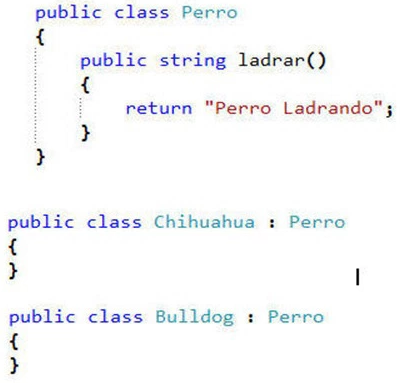 public class Perro
{
public string ladrar()
{
return "Perro Ladrando";
}
}
public class Chihuahua : Perro
{
}
public class Bulldog : Perro
{
}